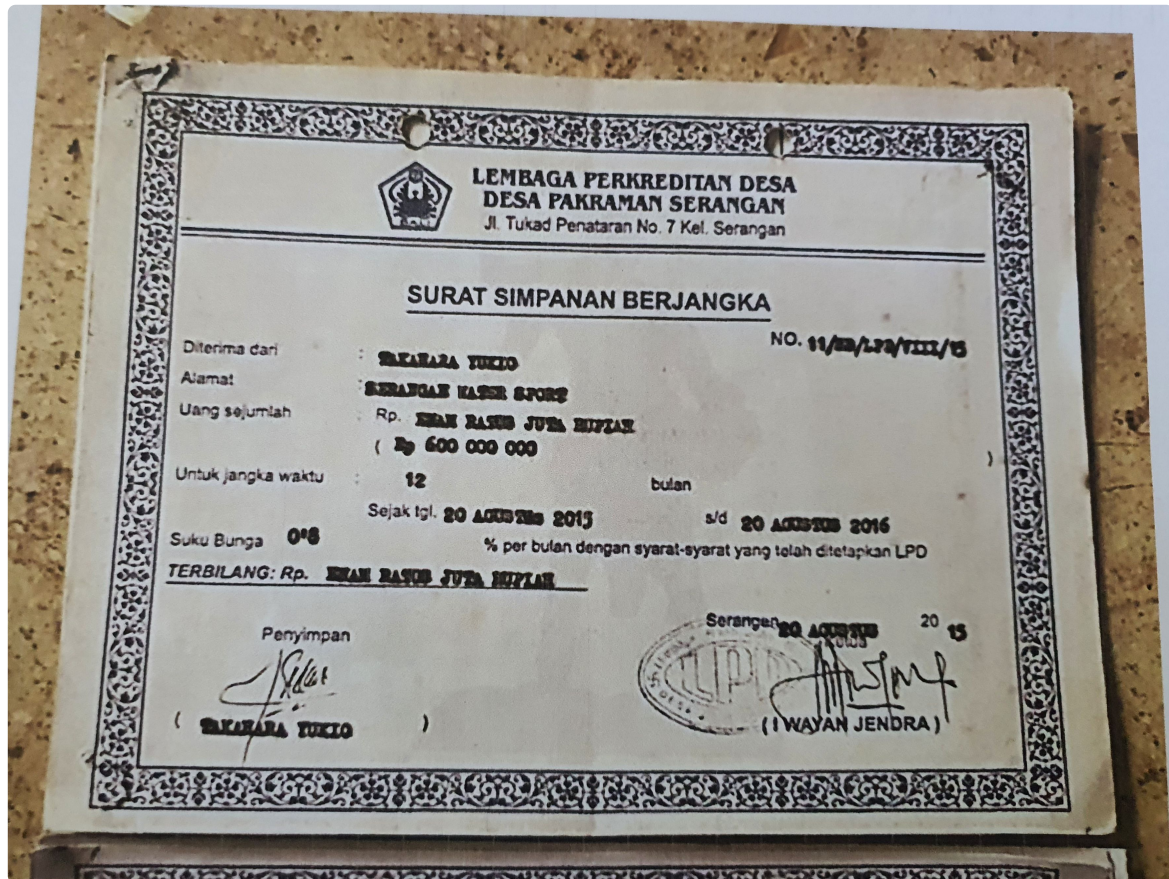 LEMBAGA PERKREDITAN DESA
DESA PAKRAMAN SERANGAN
Jl. Tukad Penataran No. 7 Kel. Serangan
SURAT SIMPANAN BERJANGKA
NO. 11/
Diterima dari : TAKAHARA YUKIO
Alamat : SERANGAN WATER SPORT
Uang sejumlah : Rp. ENAM RATUS JUTA RUPIAH
( Rp 600 000 000 )
Untuk jangka waktu : 12 bulan
Sejak tgl. 20 AGUSTUS 2015 s/d 20 AGUSTUS 2016
Suku Bunga 0'8 % per bulan dengan syarat-syarat yang telah ditetapkan LPD
TERBILANG: Rp. ENAM RATUS JUTA RUPIAH
Serangan 20 AGUSTUS 20 15
Penyimpan
LPD
( TAKAHARA YUKIO ) ( I WAYAN JENDRA )